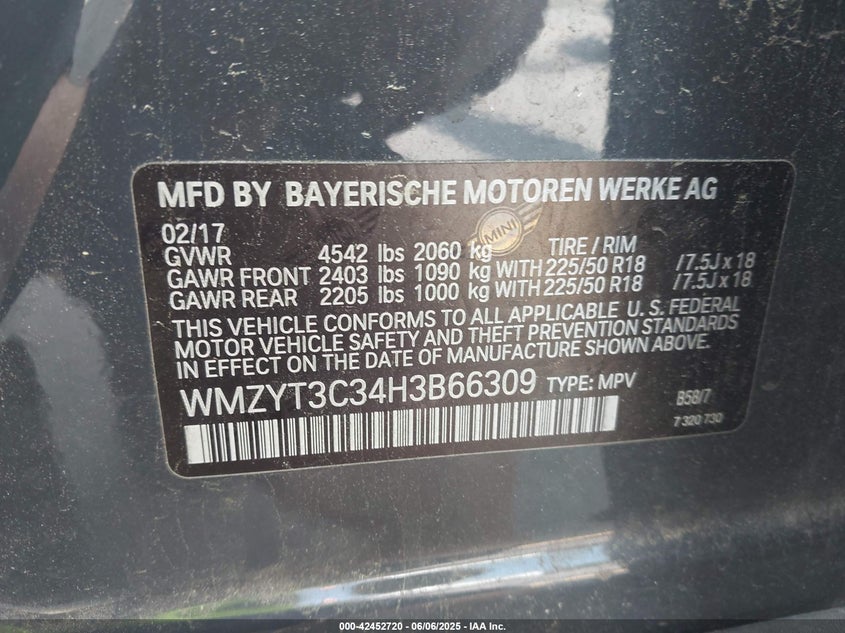 MFD BY BAYERISCHE MOTOREN WERKE AG
MINI
02/17
TIRE / RIM
GVWR 4542 lbs 2060 kg
GAWR FRONT 2403 lbs 1090 kg WITH 225/50 R18 /7.5J x 18
GAWR REAR 2205 lbs 1000 kg WITH 225/50 R18 /7.5J x 18
THIS VEHICLE CONFORMS TO ALL APPLICABLE U. S. FEDERAL
MOTOR VEHICLE SAFETY AND THEFT PREVENTION STANDARDS
IN EFFECT ON THE DATE OF MANUFACTURE SHOWN ABOVE.
WMZYT3C34H3B66309 TYPE: MPV
B58/7
7 320 730
000-42452720 | 06/06/2025 | IAA Inc.